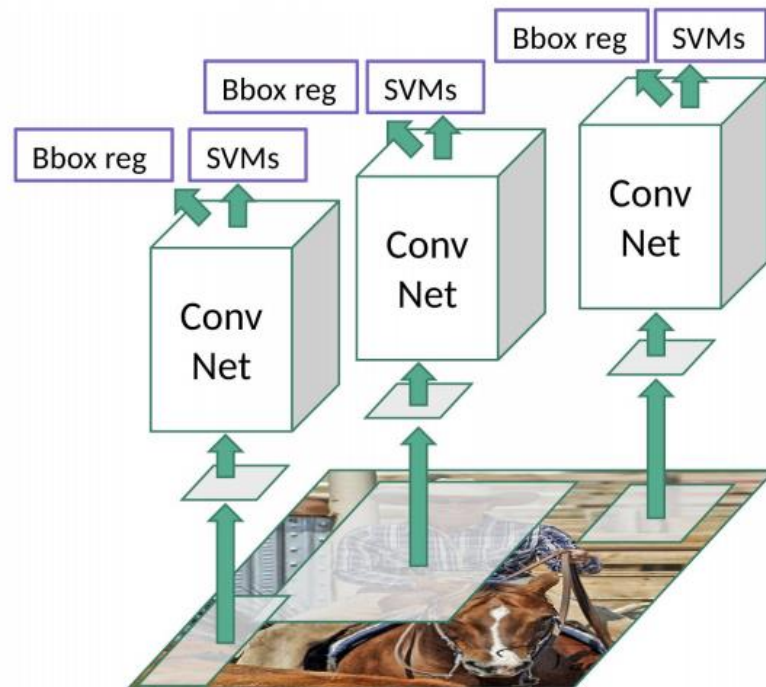 Bbox reg SVMs
Bbox reg SVMs
Bbox reg SVMs
Conv
Net
Conv
Net
Conv
Net